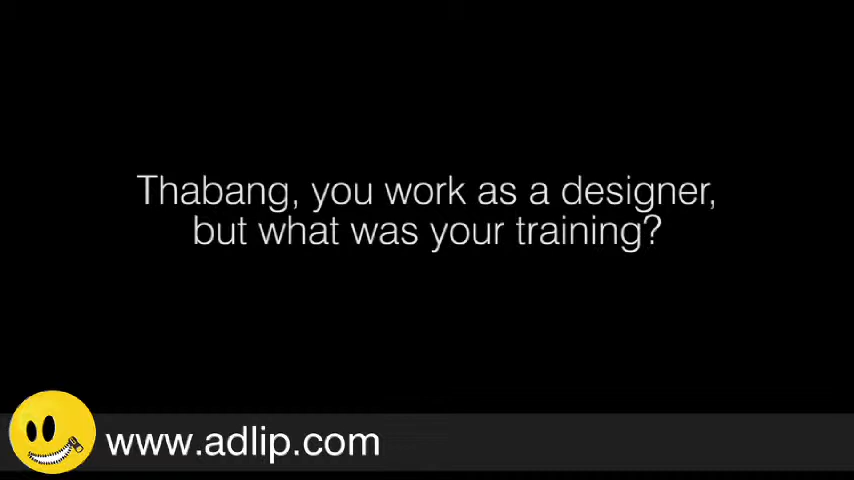 Thabang, you work as a designer,
but what was your training?
www.adlip.com